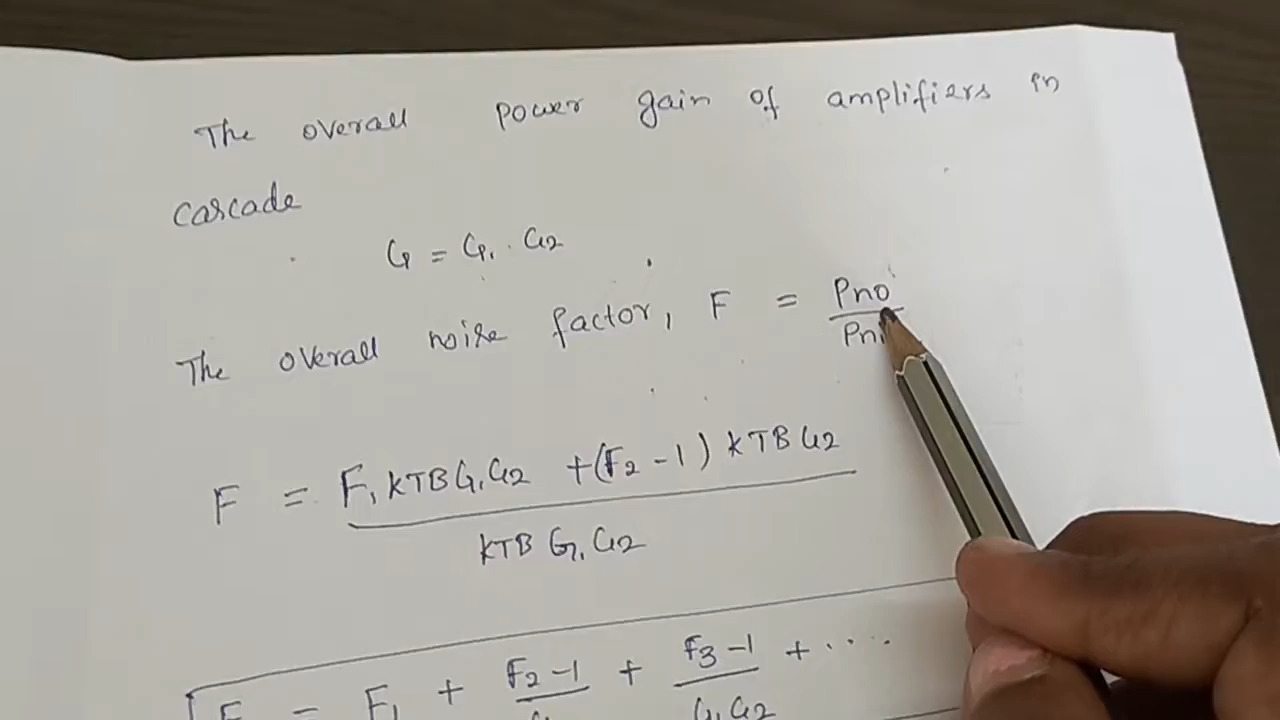 The overall power gain of amplifiers in
cascade
G = G1 . G2
The overall noise factor, F = Pno / Pni
F = F1 KTB G1 G2 + (F2 - 1) KTB G2 / KTB G1 G2
F = F1 + F2 - 1 / G1 + F3 - 1 / G1 G2 + ....